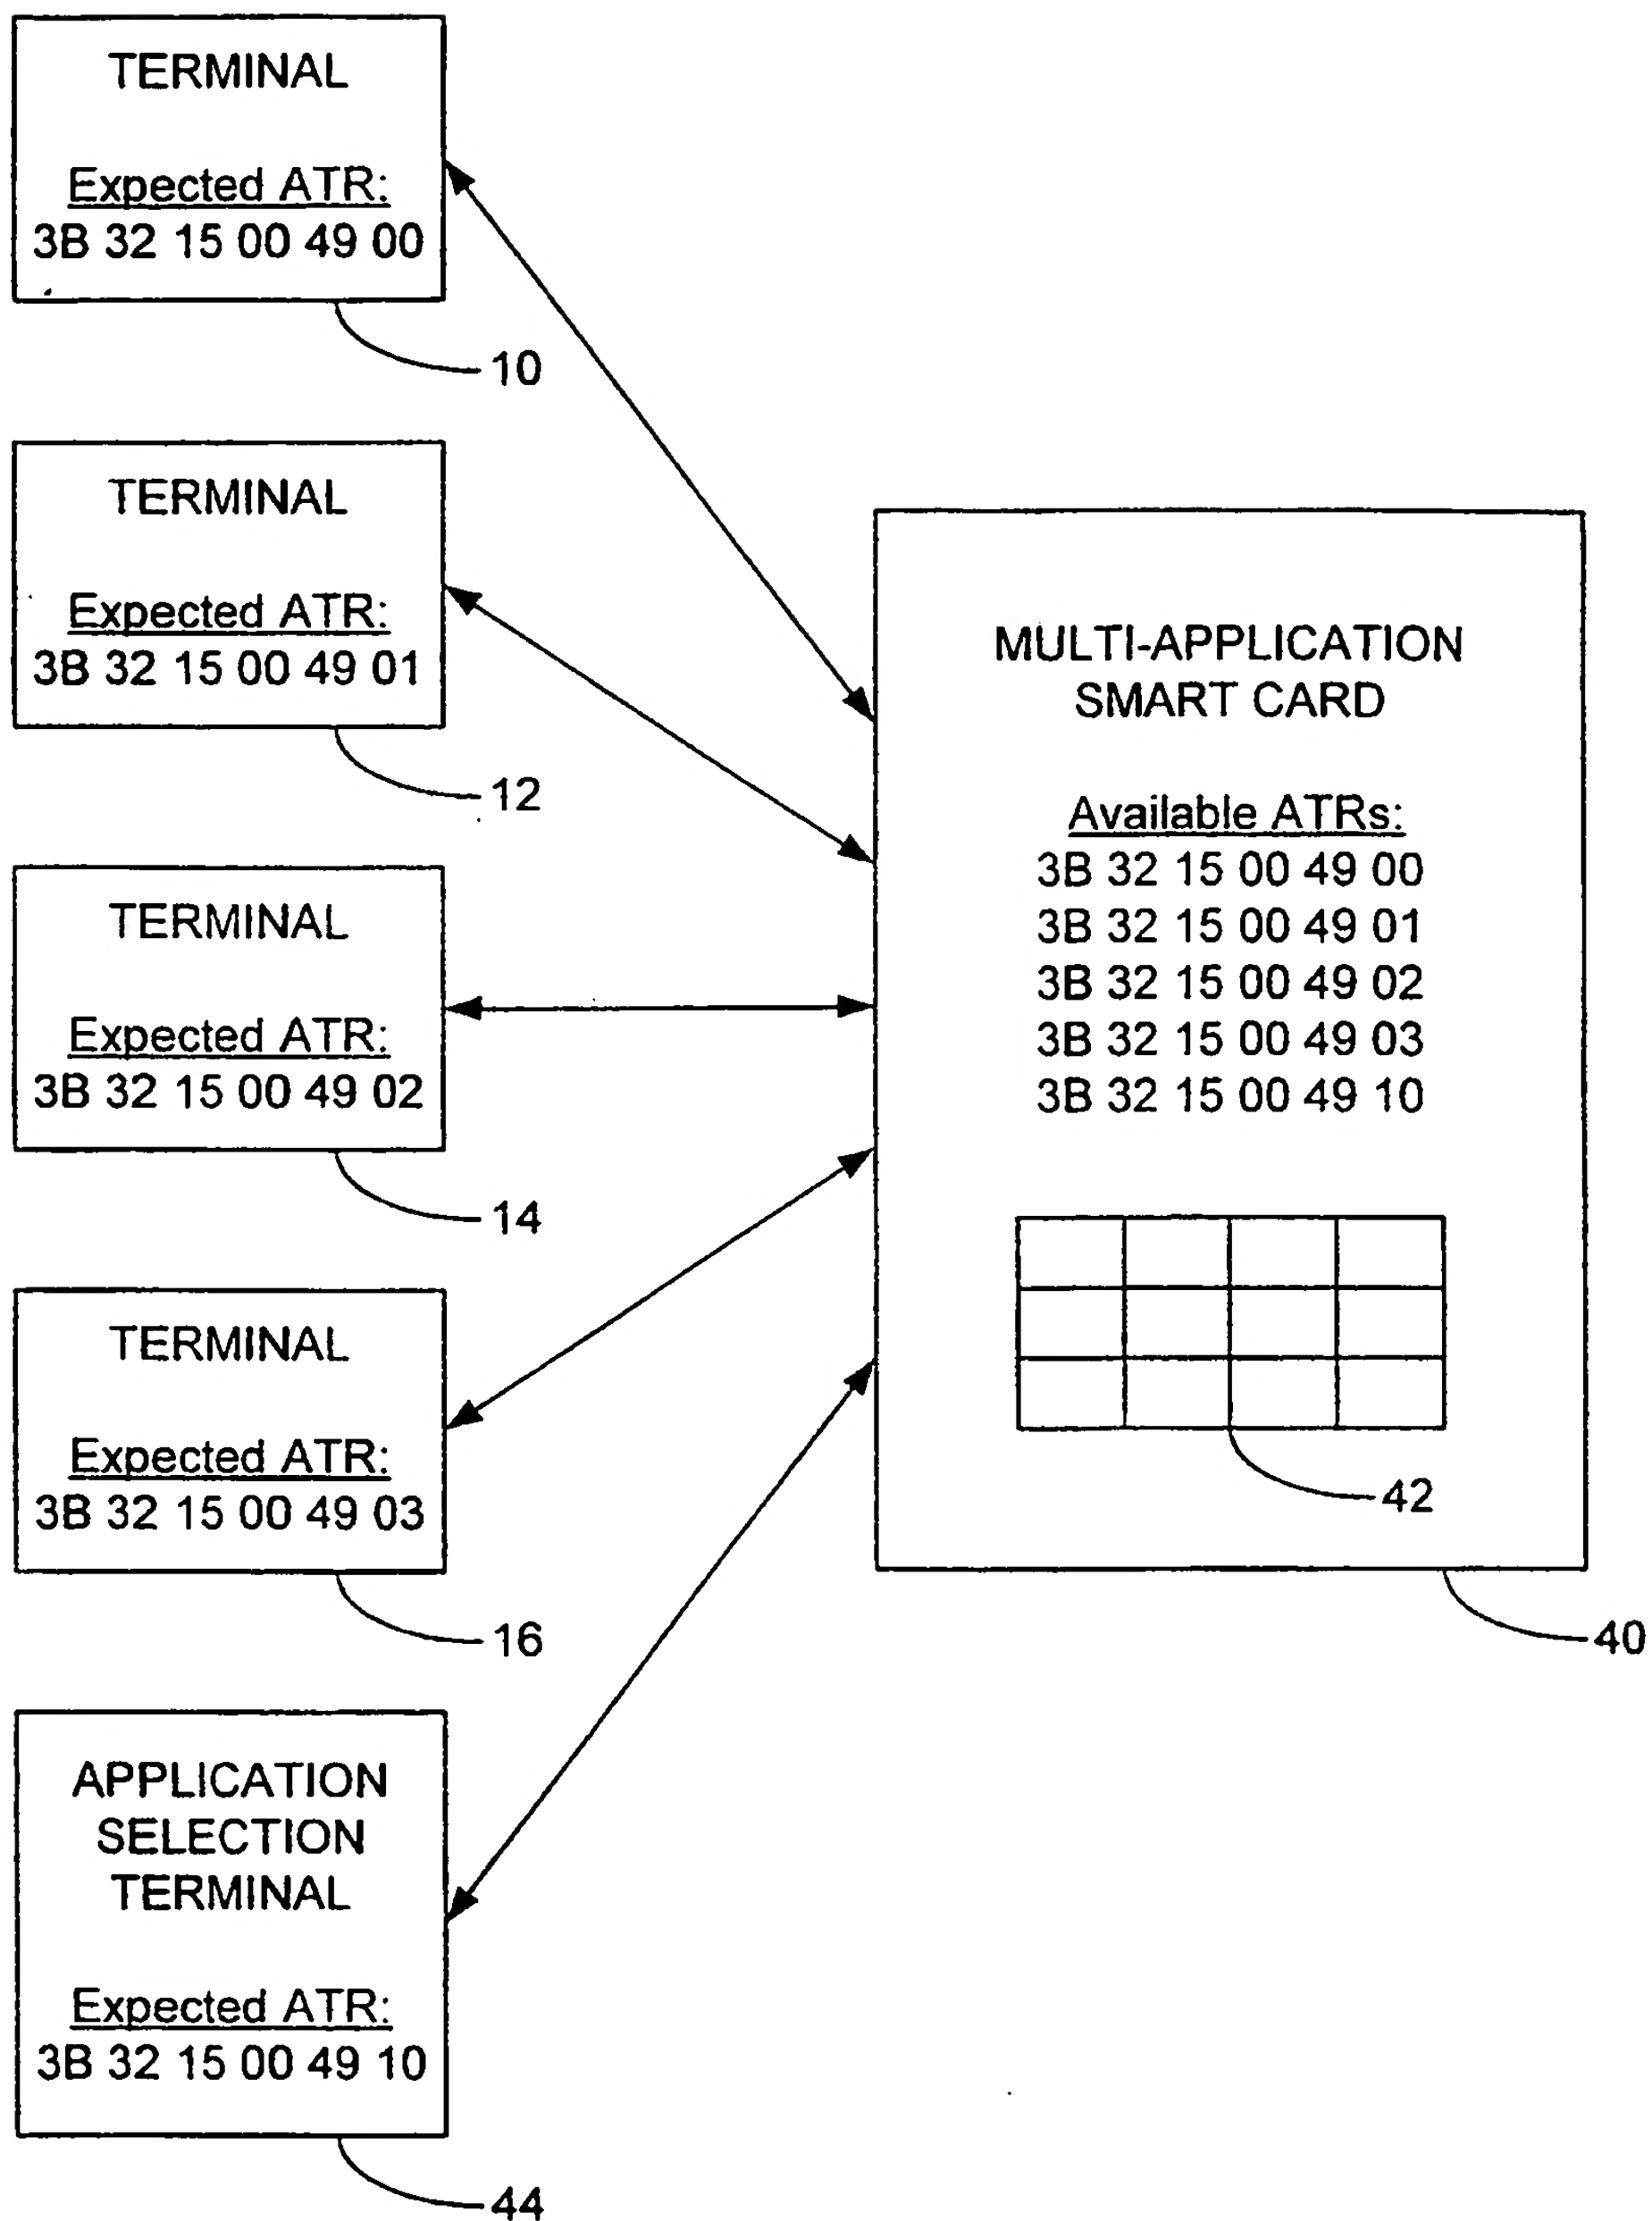 TERMINAL
Expected ATR:
3B 32 15 00 49 00
10
TERMINAL
Expected ATR:
3B 32 15 00 49 01
12
TERMINAL
Expected ATR:
3B 32 15 00 49 02
14
TERMINAL
Expected ATR:
3B 32 15 00 49 03
16
APPLICATION
SELECTION
TERMINAL
Expected ATR:
3B 32 15 00 49 10
44
MULTI-APPLICATION
SMART CARD
Available ATRs:
3B 32 15 00 49 00
3B 32 15 00 49 01
3B 32 15 00 49 02
3B 32 15 00 49 03
3B 32 15 00 49 10
42
40